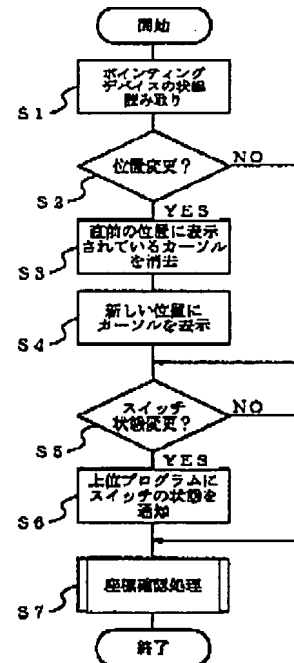 開始
ポインティング
デバイスの状態
読み取り
S1
位置変更？
NO
S2
YES
直前の位置に表示
されているカーソル
を消去
S3
新しい位置に
カーソルを表示
S4
スイッチ
状態変更？
NO
S5
YES
上位プログラムに
スイッチの状態を
通知
S6
座標確認処理
S7
終了